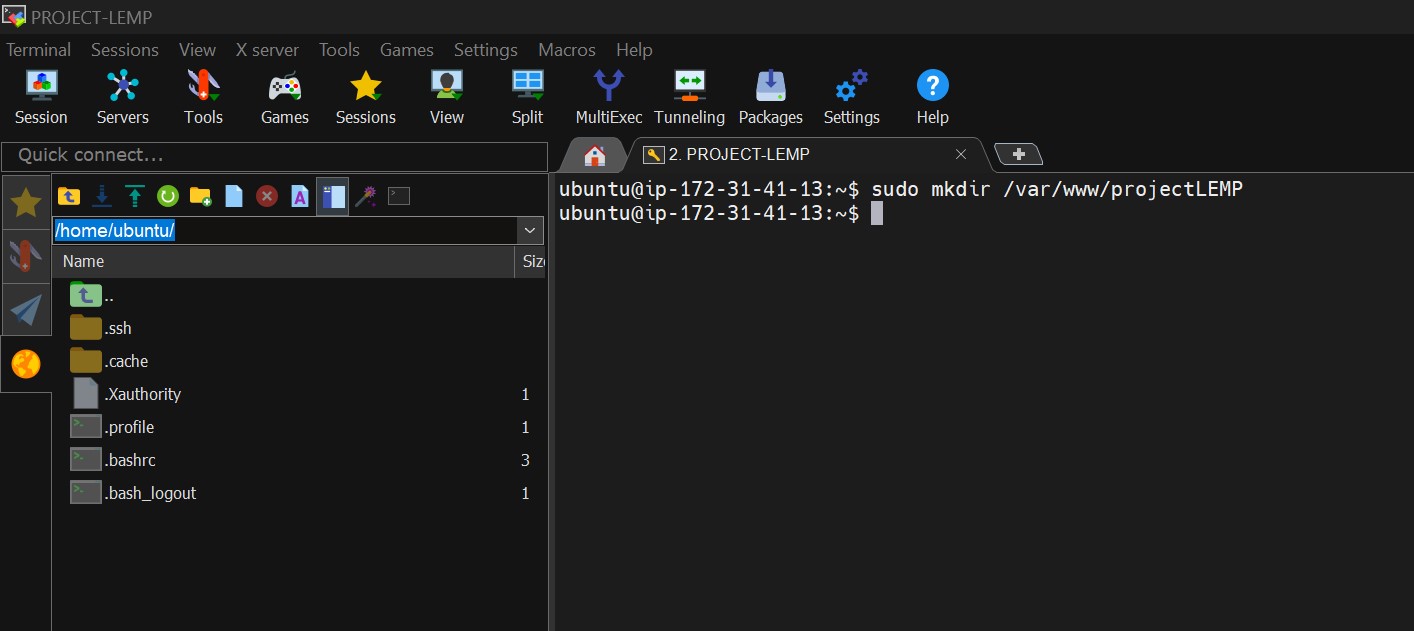 PROJECT-LEMP
Terminal Sessions View X server Tools Games Settings Macros Help
Session Servers Tools Games Sessions View Split MultiExec Tunneling Packages Settings Help
Quick connect...
2. PROJECT-LEMP
/home/ubuntu/
Name Siz
..
.ssh
.cache
.Xauthority 1
.profile 1
.bashrc 3
.bash_logout 1
ubuntu@ip-172-31-41-13:~$ sudo mkdir /var/www/projectLEMP
ubuntu@ip-172-31-41-13:~$